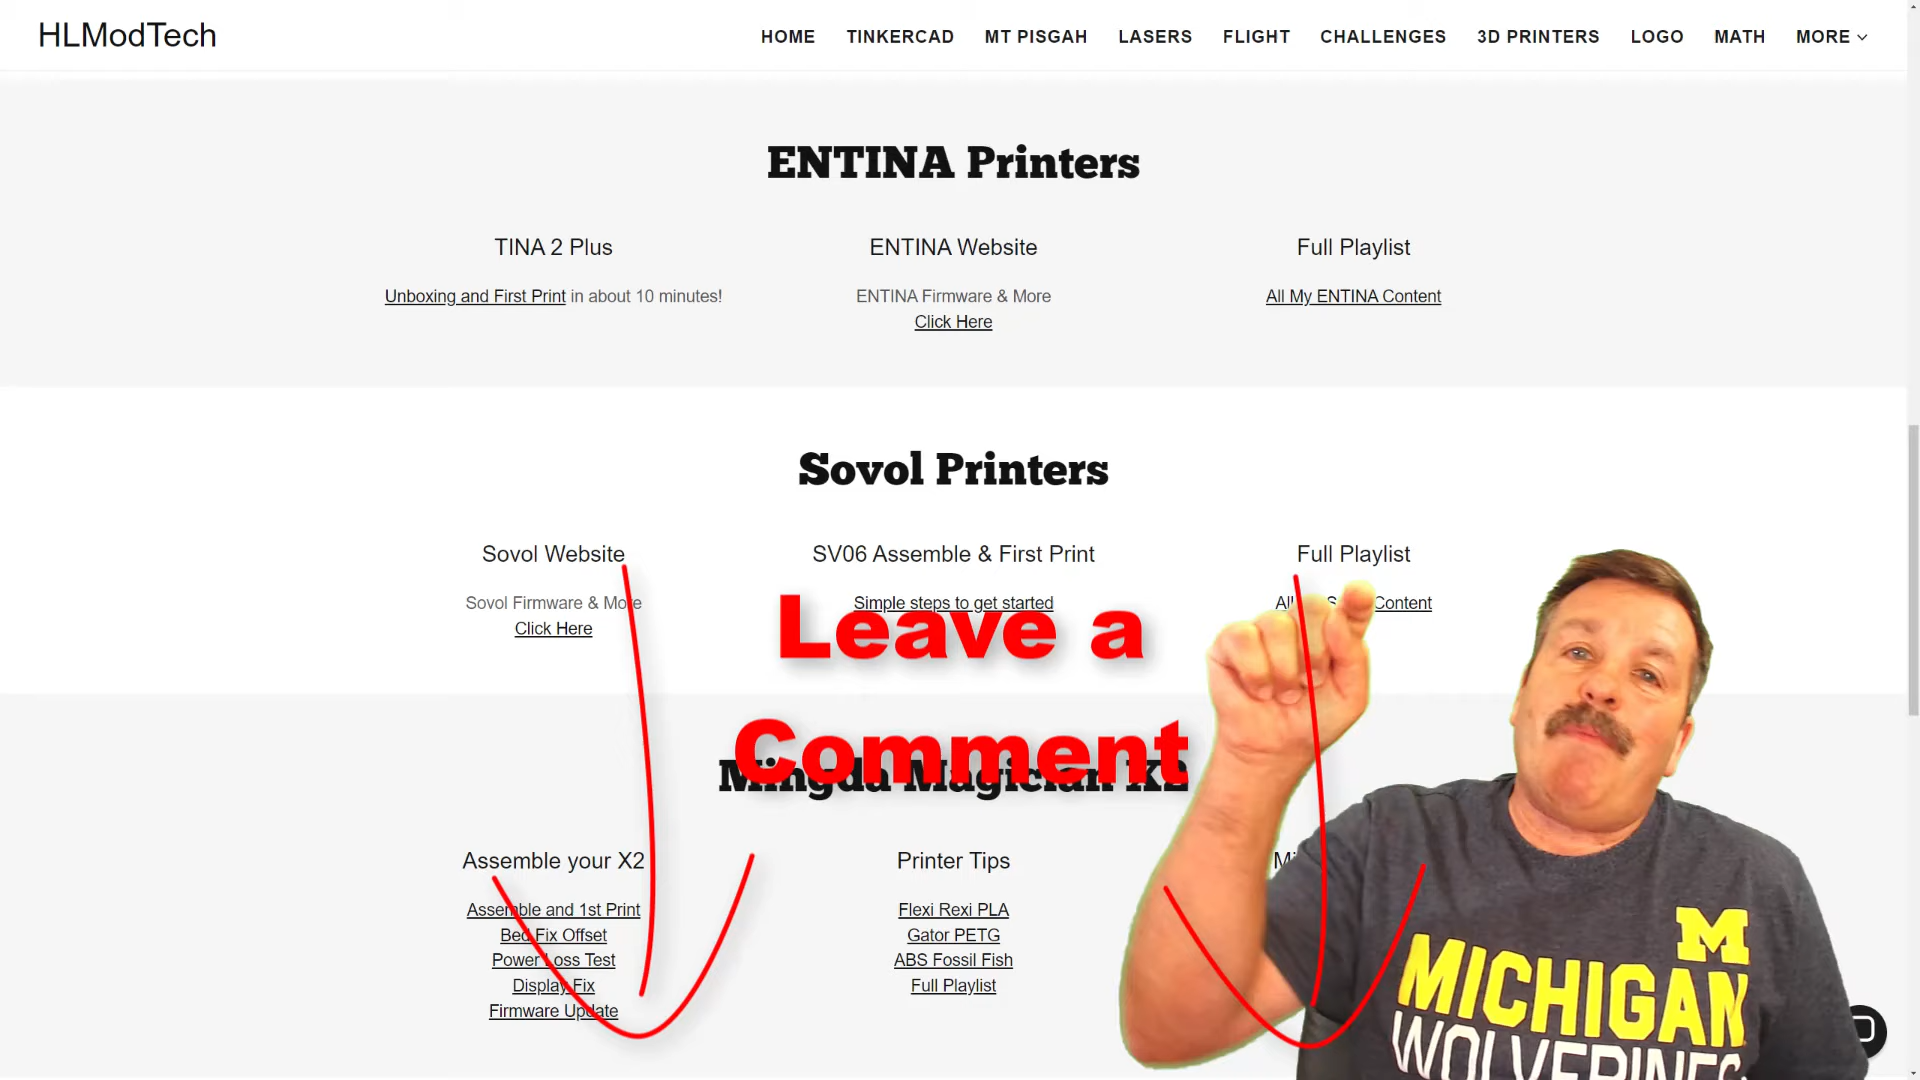 HLModTech
HOME TINKERCAD MT PISGAH LASERS FLIGHT CHALLENGES 3D PRINTERS LOGO MATH MORE
ENTINA Printers
TINA 2 Plus
Unboxing and First Print in about 10 minutes!
ENTINA Website
ENTINA Firmware & More
Click Here
Full Playlist
All My ENTINA Content
Sovol Printers
Sovol Website
Sovol Firmware & More
Click Here
SV06 Assemble & First Print
Simple steps to get started
Full Playlist
Content
Leave a
Comment
Mingda Magician X2
Assemble your X2
Assemble and 1st Print
Bed Fix Offset
Power Loss Test
Display Fix
Firmware Update
Printer Tips
Flexi Rexi PLA
Gator PETG
ABS Fossil Fish
Full Playlist
M
MICHIGAN
WOLVERINES